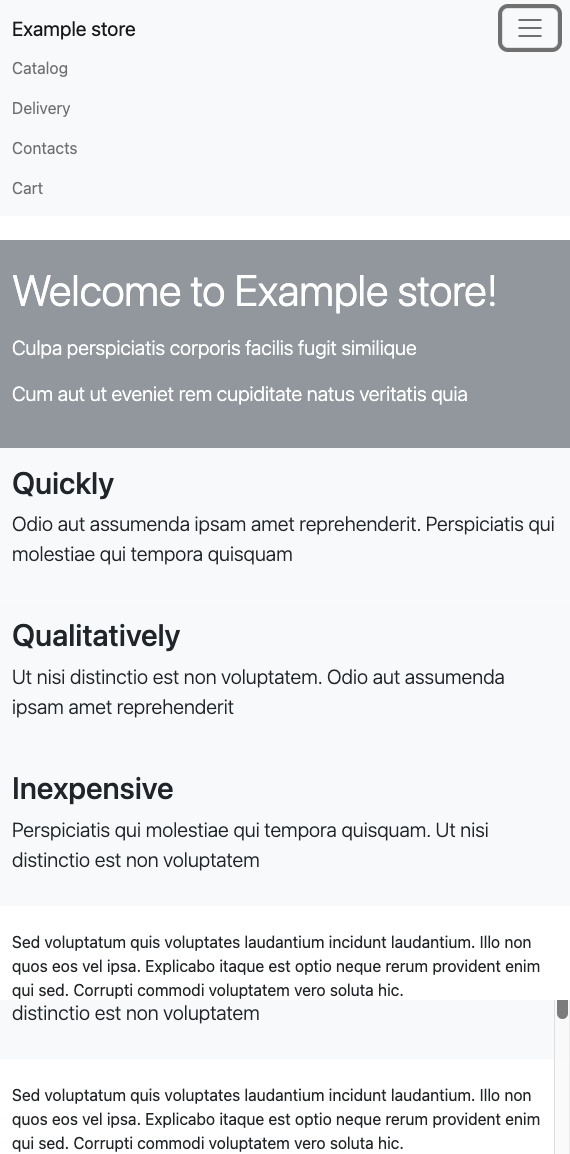 Example store
Catalog
Delivery
Contacts
Cart
Welcome to Example store!
Culpa perspiciatis corporis facilis fugit similique
Cum aut ut eveniet rem cupiditate natus veritatis quia
Quickly
Odio aut assumenda ipsam amet reprehenderit. Perspiciatis qui
molestiae qui tempora quisquam
Qualitatively
Ut nisi distinctio est non voluptatem. Odio aut assumenda
ipsam amet reprehenderit
Inexpensive
Perspiciatis qui molestiae qui tempora quisquam. Ut nisi
distinctio est non voluptatem
Sed voluptatum quis voluptates laudantium incidunt laudantium. Illo non
quos eos vel ipsa. Explicabo itaque est optio neque rerum provident enim
qui sed. Corrupti commodi voluptatem vero soluta hic.
distinctio est non voluptatem
Sed voluptatum quis voluptates laudantium incidunt laudantium. Illo non
quos eos vel ipsa. Explicabo itaque est optio neque rerum provident enim
qui sed. Corrupti commodi voluptatem vero soluta hic.